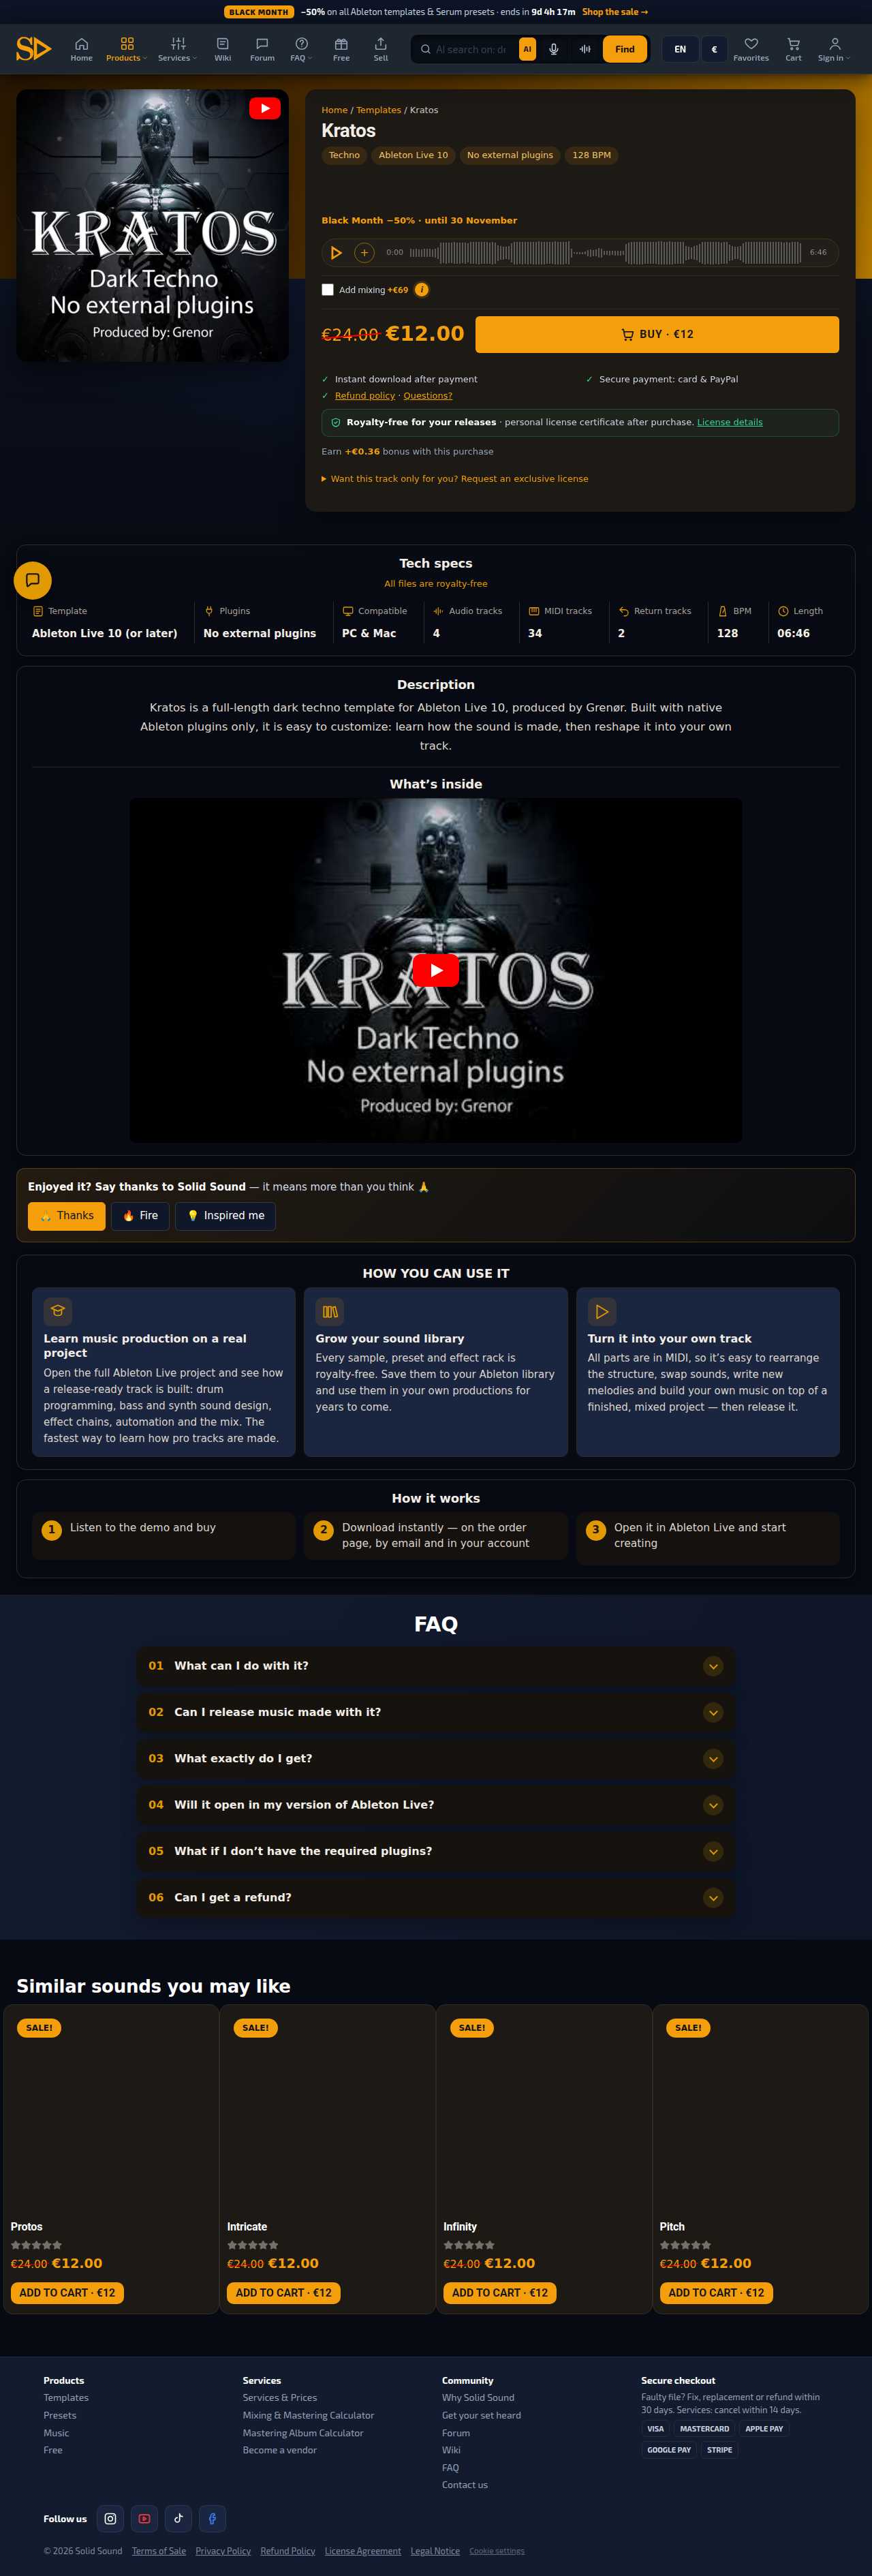 BLACK MONTH −50% on all Ableton templates & Serum presets · ends in 9d 4h 17m Shop the sale →
SD Home Products Services Wiki Forum FAQ Free Sell AI search on: d AI Find EN € Favorites Cart Sign in
KRATOS
Dark Techno
No external plugins
Produced by: Grenor
Home / Templates / Kratos
Kratos
Techno Ableton Live 10 No external plugins 128 BPM
Black Month −50% · until 30 November
0:00 6:46
Add mixing +€69 i
€24.00 €12.00 BUY · €12
✓ Instant download after payment ✓ Secure payment: card & PayPal
✓ Refund policy · Questions?
Royalty-free for your releases · personal license certificate after purchase. License details
Earn +€0.36 bonus with this purchase
Want this track only for you? Request an exclusive license
Tech specs
All files are royalty-free
Template Plugins Compatible Audio tracks MIDI tracks Return tracks BPM Length
Ableton Live 10 (or later) No external plugins PC & Mac 4 34 2 128 06:46
Description
Kratos is a full-length dark techno template for Ableton Live 10, produced by Grenør. Built with native
Ableton plugins only, it is easy to customize: learn how the sound is made, then reshape it into your own
track.
What's inside
KRATOS
Dark Techno
No external plugins
Produced by: Grenor
Enjoyed it? Say thanks to Solid Sound — it means more than you think 🙏
🙏 Thanks 🔥 Fire 💡 Inspired me
HOW YOU CAN USE IT
Learn music production on a real
project
Open the full Ableton Live project and see how
a release-ready track is built: drum
programming, bass and synth sound design,
effect chains, automation and the mix. The
fastest way to learn how pro tracks are made.
Grow your sound library
Every sample, preset and effect rack is
royalty-free. Save them to your Ableton library
and use them in your own productions for
years to come.
Turn it into your own track
All parts are in MIDI, so it's easy to rearrange
the structure, swap sounds, write new
melodies and build your own music on top of a
finished, mixed project — then release it.
How it works
1 Listen to the demo and buy
2 Download instantly — on the order
page, by email and in your account
3 Open it in Ableton Live and start
creating
FAQ
01 What can I do with it?
02 Can I release music made with it?
03 What exactly do I get?
04 Will it open in my version of Ableton Live?
05 What if I don't have the required plugins?
06 Can I get a refund?
Similar sounds you may like
SALE! SALE! SALE! SALE!
Protos Intricate Infinity Pitch
€24.00 €12.00 €24.00 €12.00 €24.00 €12.00 €24.00 €12.00
ADD TO CART · €12 ADD TO CART · €12 ADD TO CART · €12 ADD TO CART · €12
Products
Templates
Presets
Music
Free
Services
Services & Prices
Mixing & Mastering Calculator
Mastering Album Calculator
Become a vendor
Community
Why Solid Sound
Get your set heard
Forum
Wiki
FAQ
Contact us
Secure checkout
Faulty file? Fix, replacement or refund within
30 days. Services: cancel within 14 days.
VISA MASTERCARD APPLE PAY
GOOGLE PAY STRIPE
Follow us
© 2026 Solid Sound Terms of Sale Privacy Policy Refund Policy License Agreement Legal Notice Cookie settings